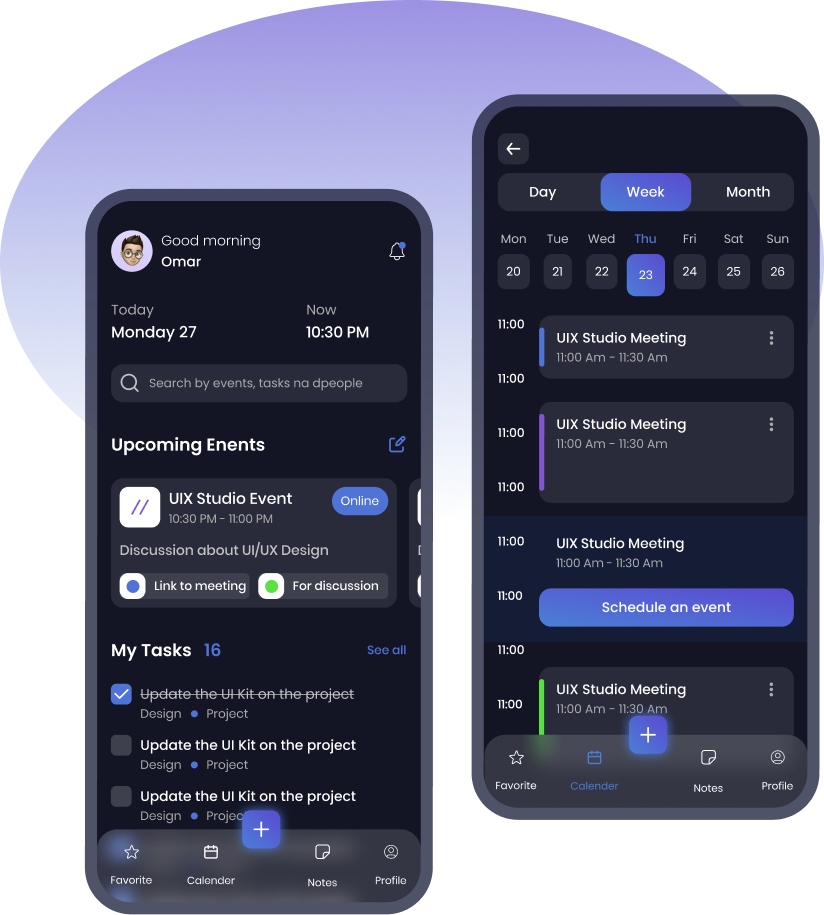 Good morning
Omar
Today
Now
Monday 27
10:30 PM
Search by events, tasks na dpeople
Upcoming Enents
//
UIX Studio Event
Online
10:30 PM - 11:00 PM
Discussion about UI/UX Design
Link to meeting
For discussion
My Tasks 16
See all
Update the UI Kit on the project
Design • Project
Update the UI Kit on the project
Design • Project
Update the UI Kit on the project
Design • Projec
+
Favorite
Calender
Notes
Profile
Day
Week
Month
Mon Tue Wed Thu Fri Sat Sun
20 21 22 23 24 25 26
11:00
UIX Studio Meeting
11:00 Am - 11:30 Am
11:00
11:00
UIX Studio Meeting
11:00 Am - 11:30 Am
11:00
11:00
UIX Studio Meeting
11:00 Am - 11:30 Am
11:00
Schedule an event
11:00
UIX Studio Meeting
11:00
11:00 Am - 11:30 Am
+
Favorite
Calender
Notes
Profile